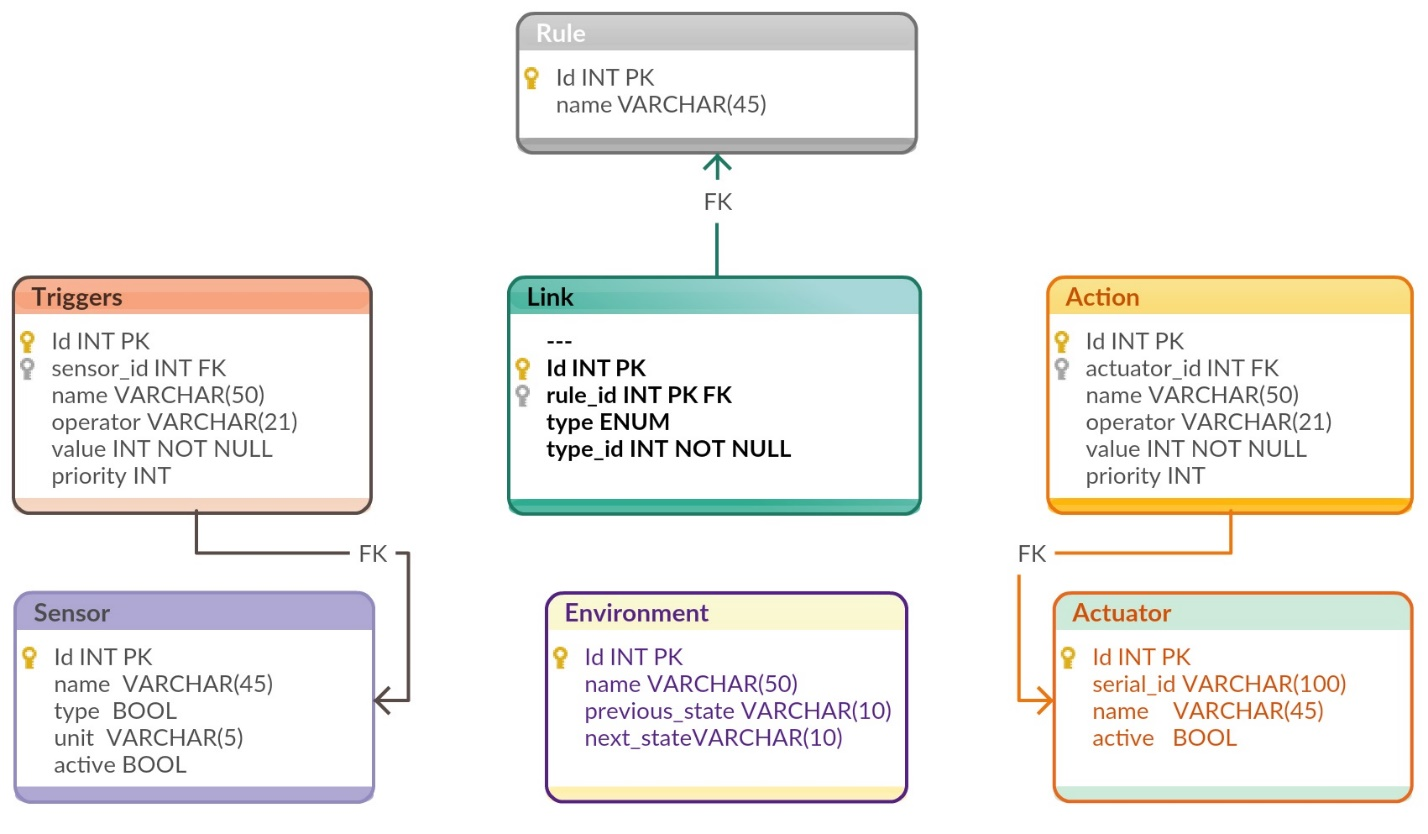 Rule
Id INT PK
name VARCHAR(45)
FK
Triggers
Id INT PK
sensor_id INT FK
name VARCHAR(50)
operator VARCHAR(21)
value INT NOT NULL
priority INT
Link
---
Id INT PK
rule_id INT PK FK
type ENUM
type_id INT NOT NULL
Action
Id INT PK
actuator_id INT FK
name VARCHAR(50)
operator VARCHAR(21)
value INT NOT NULL
priority INT
FK
FK
Sensor
Id INT PK
name  VARCHAR(45)
type  BOOL
unit  VARCHAR(5)
active BOOL
Environment
Id INT PK
name VARCHAR(50)
previous_state VARCHAR(10)
next_stateVARCHAR(10)
Actuator
Id INT PK
serial_id VARCHAR(100)
name    VARCHAR(45)
active   BOOL